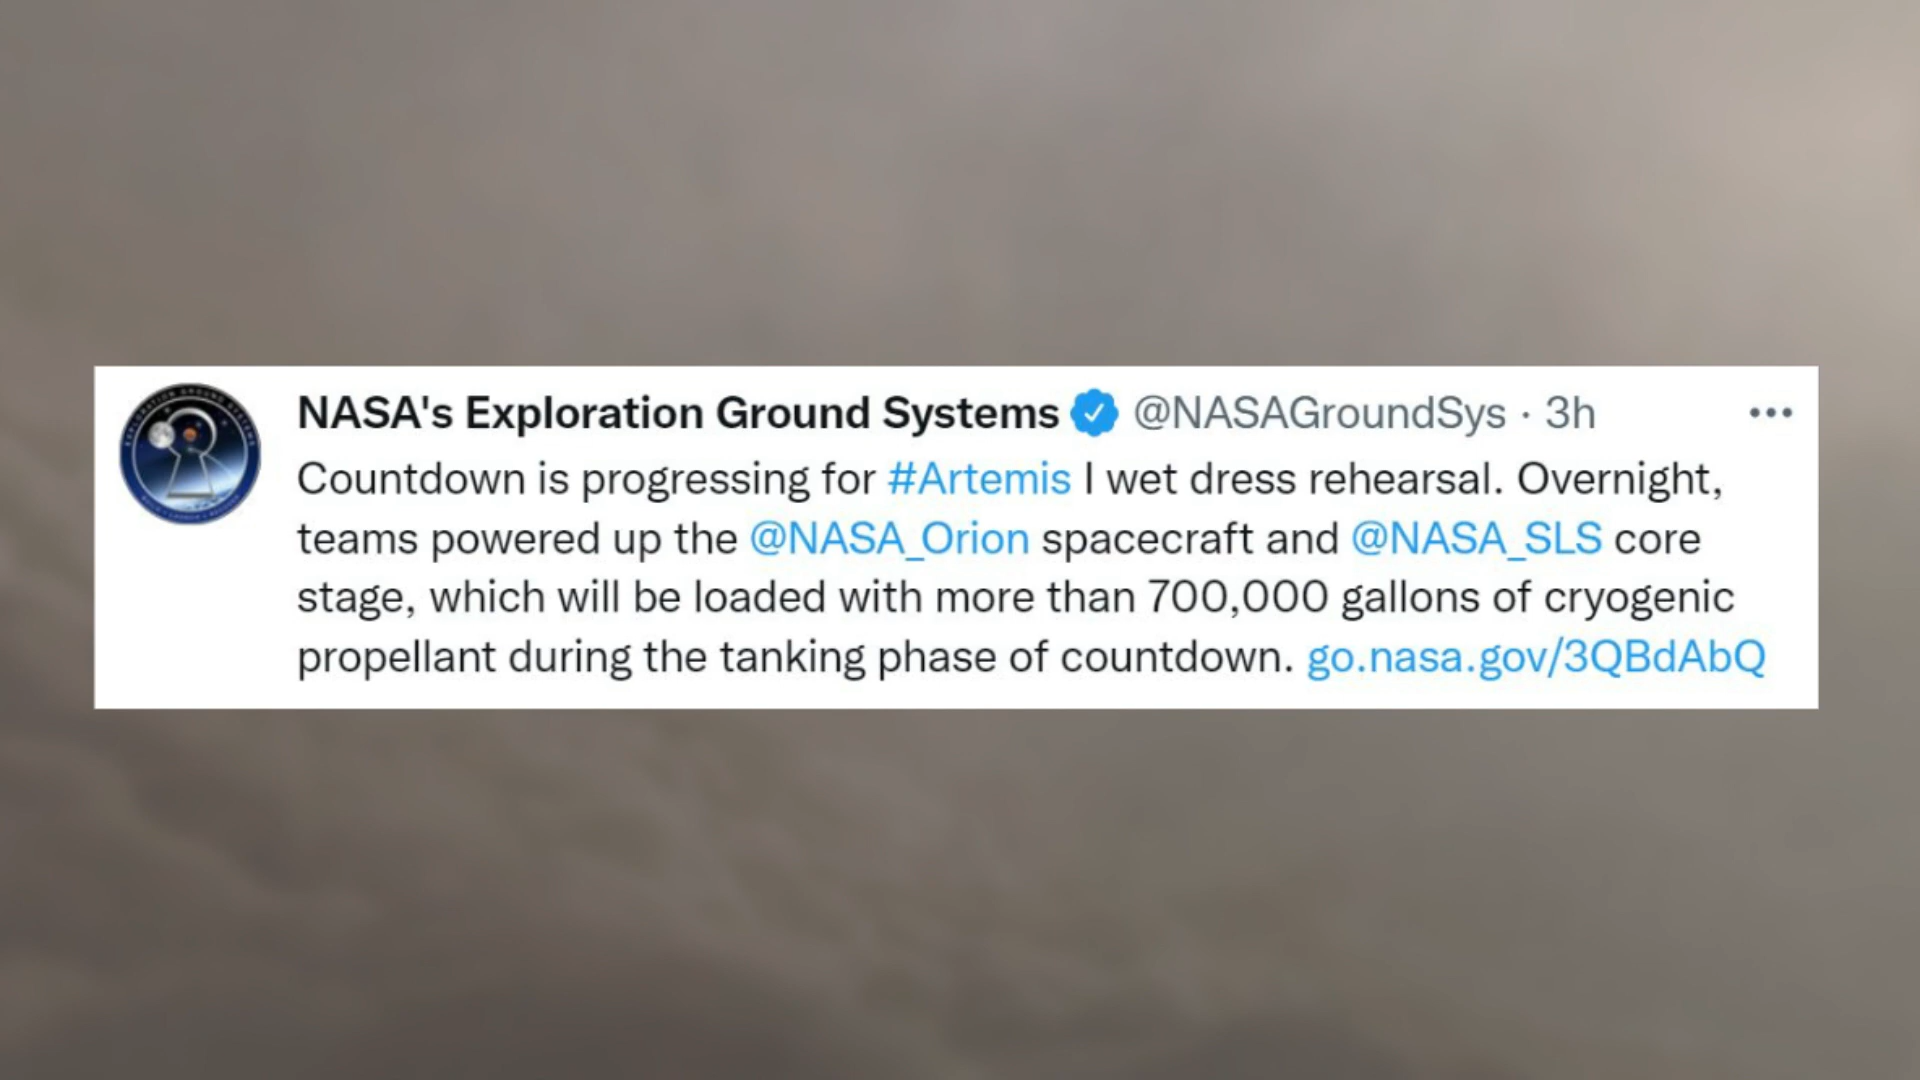 NASA's Exploration Ground Systems @NASAGroundSys · 3h
Countdown is progressing for #Artemis I wet dress rehearsal. Overnight,
teams powered up the @NASA_Orion spacecraft and @NASA_SLS core
stage, which will be loaded with more than 700,000 gallons of cryogenic
propellant during the tanking phase of countdown. go.nasa.gov/3QBdAbQ